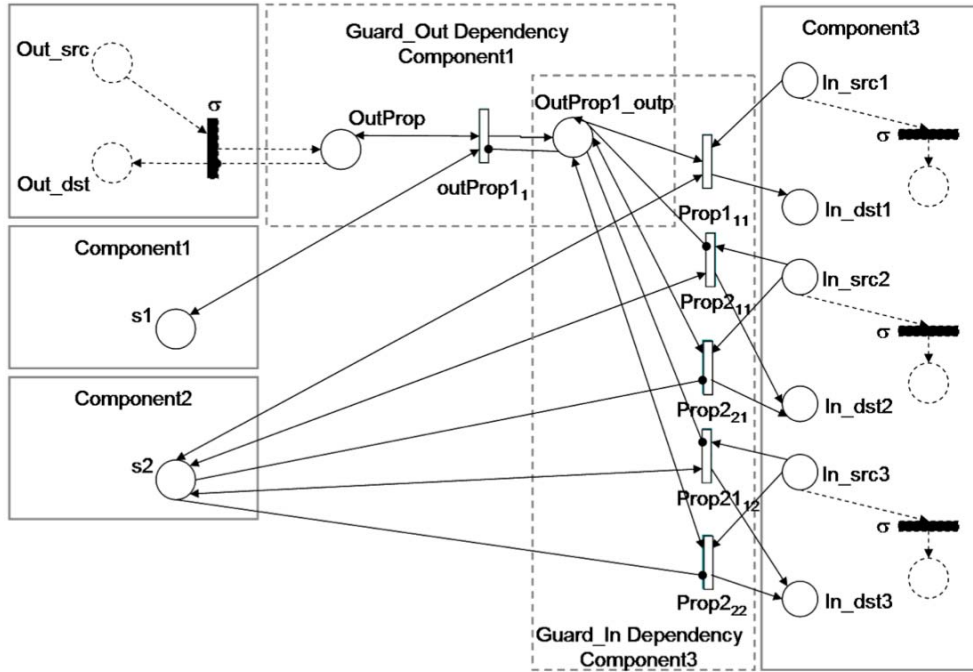 Out_src
σ
Out_dst
Guard_Out Dependency
Component1
OutProp
outProp1₁
OutProp1_outp
Component1
s1
Component2
s2
Prop1₁₁
Prop2₁₁
Prop2₂₁
Prop21₁₂
Prop2₂₂
Guard_In Dependency
Component3
Component3
In_src1
σ
In_dst1
In_src2
σ
In_dst2
In_src3
σ
In_dst3